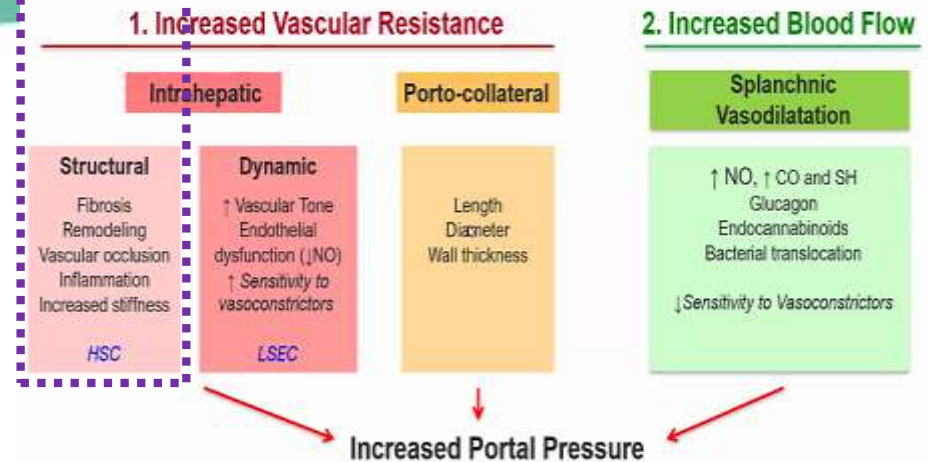 1. Increased Vascular Resistance
2. Increased Blood Flow
Intrahepatic
Porto-collateral
Splanchnic
Vasodilatation
Structural
Fibrosis
Remodeling
Vascular occlusion
Inflammation
Increased stiffness
HSC
Dynamic
↑ Vascular Tone
Endothelial
dysfunction (↓NO)
↑ Sensitivity to
vasoconstrictors
LSEC
Length
Diameter
Wall thickness
↑ NO, ↑ CO and SH
Glucagon
Endocannabinoids
Bacterial translocation
↓Sensitivity to Vasoconstrictors
Increased Portal Pressure